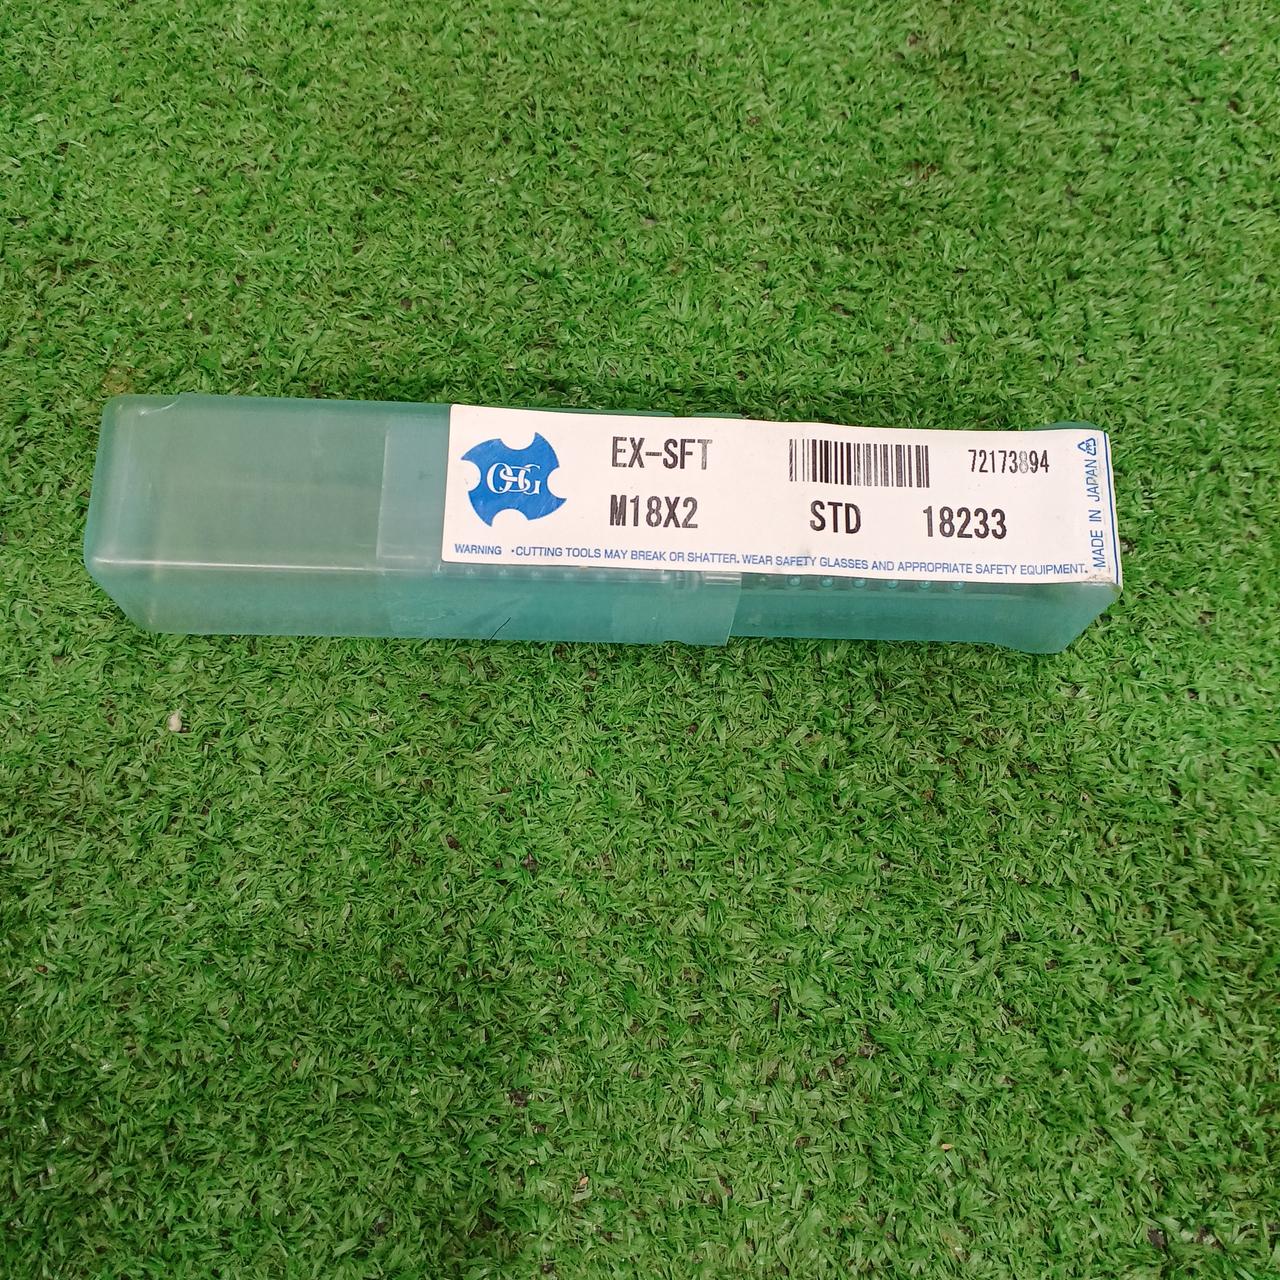 OSG
EX-SFT
72173894
M18X2
STD
18233
WARNING •CUTTING TOOLS MAY BREAK OR SHATTER. WEAR SAFETY GLASSES AND APPROPRIATE SAFETY EQUIPMENT.
MADE IN JAPAN